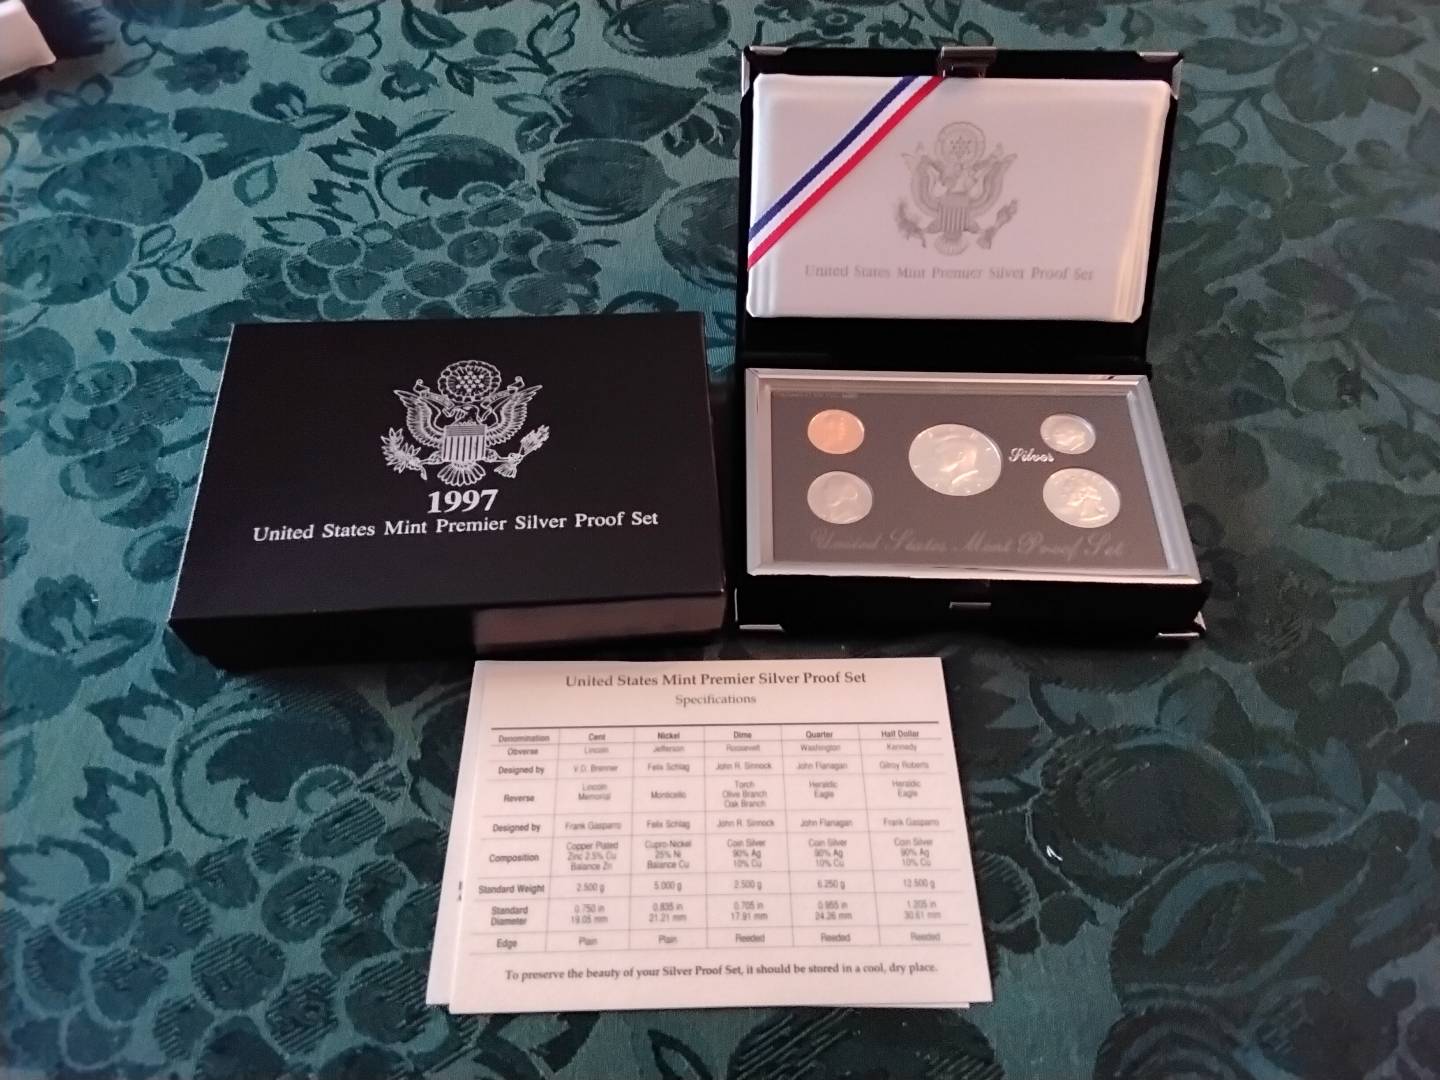 United States Mint Premier Silver Proof Set
1997
United States Mint Premier Silver Proof Set
Silver
United States Mint Proof Set
United States Mint Premier Silver Proof Set
Specifications
Denomination Cent Nickel Dime Quarter Half Dollar
Obverse Lincoln Jefferson Roosevelt Washington Kennedy
Designed by V.D. Brenner Felix Schlag John R. Sinnock John Flanagan Gilroy Roberts
Reverse Lincoln Memorial Monticello Torch Olive Branch Oak Branch Heraldic Eagle Heraldic Eagle
Designed by Frank Gasparro Felix Schlag John R. Sinnock John Flanagan Frank Gasparro
Composition Copper Plated Zinc 2.5% Cu Balance Zn Cupro-Nickel 25% Ni Balance Cu Coin Silver 90% Ag 10% Cu Coin Silver 90% Ag 10% Cu Coin Silver 90% Ag 10% Cu
Standard Weight 2.500 g 5.000 g 2.500 g 6.250 g 12.500 g
Standard Diameter 0.750 in 19.05 mm 0.835 in 21.21 mm 0.705 in 17.91 mm 0.955 in 24.26 mm 1.205 in 30.61 mm
Edge Plain Plain Reeded Reeded Reeded
To preserve the beauty of your Silver Proof Set, it should be stored in a cool, dry place.